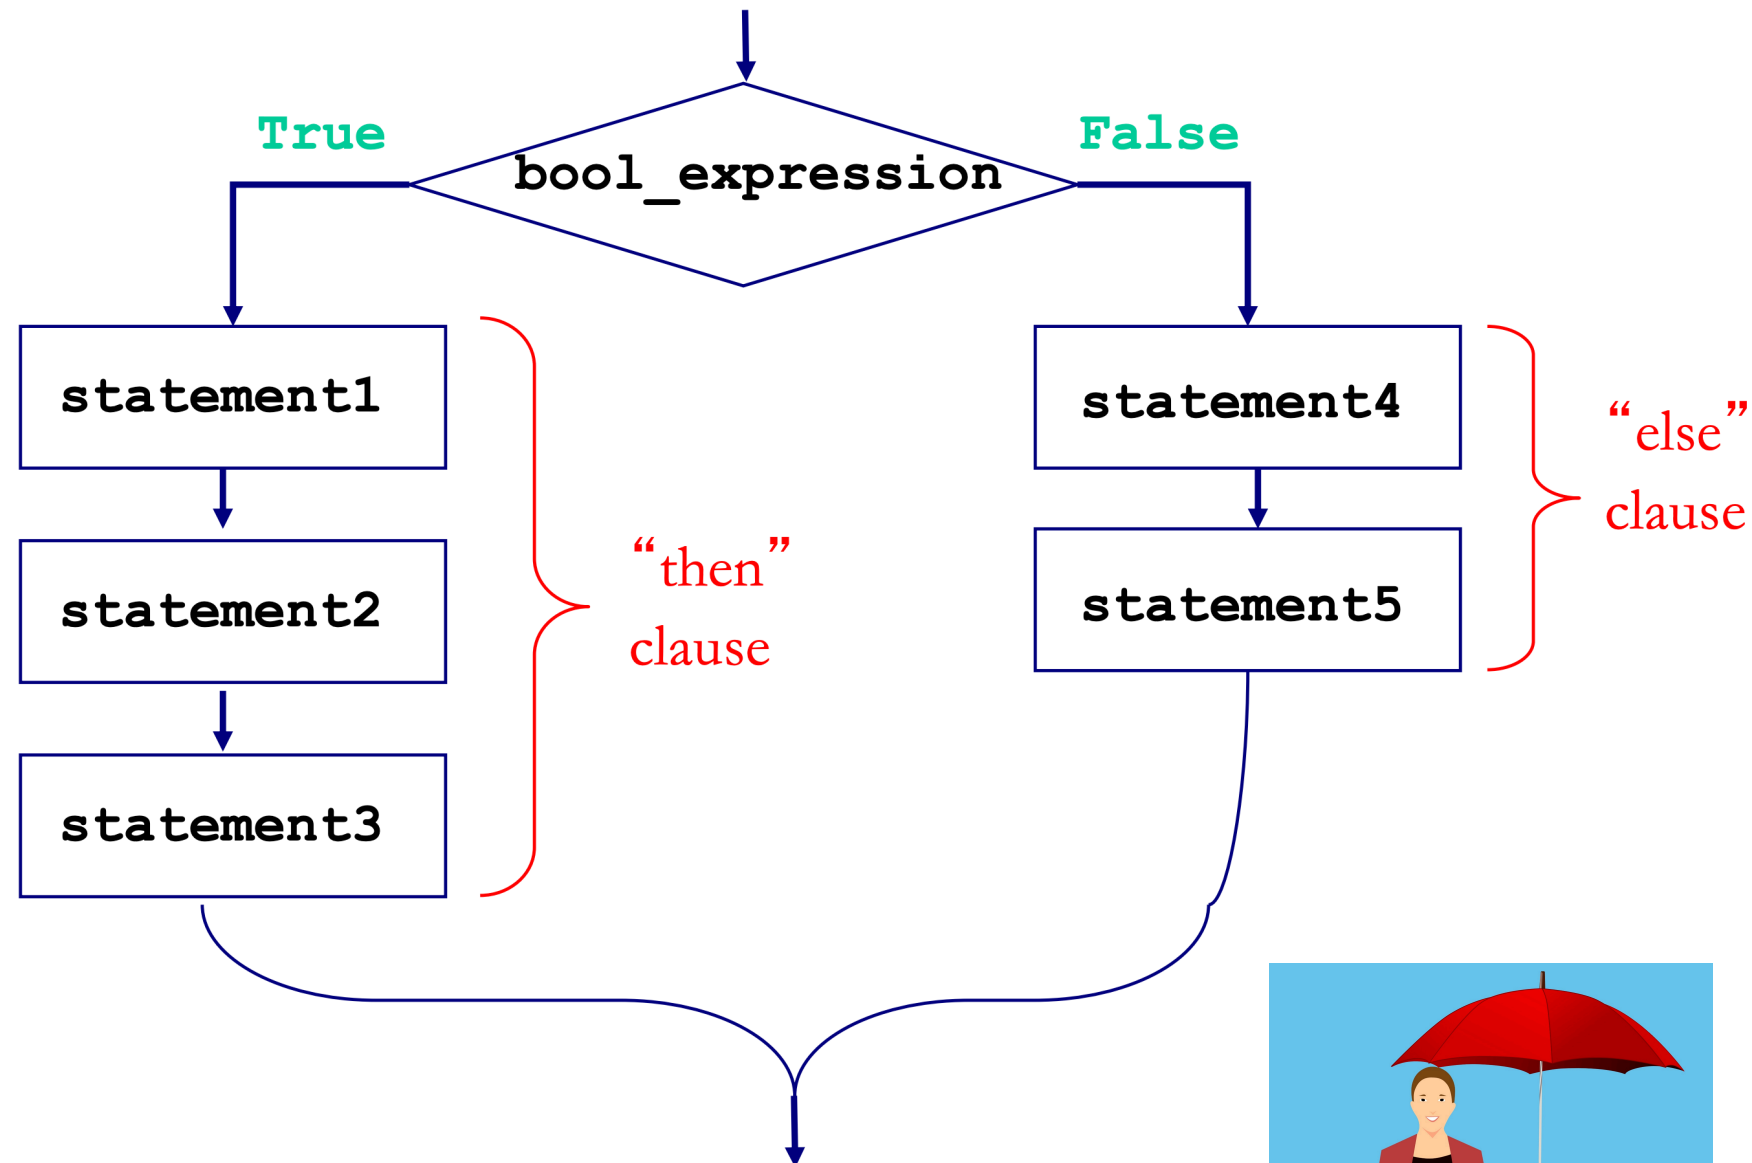 True
False
bool_expression
statement1
statement2
statement3
“then”
clause
statement4
statement5
“else”
clause